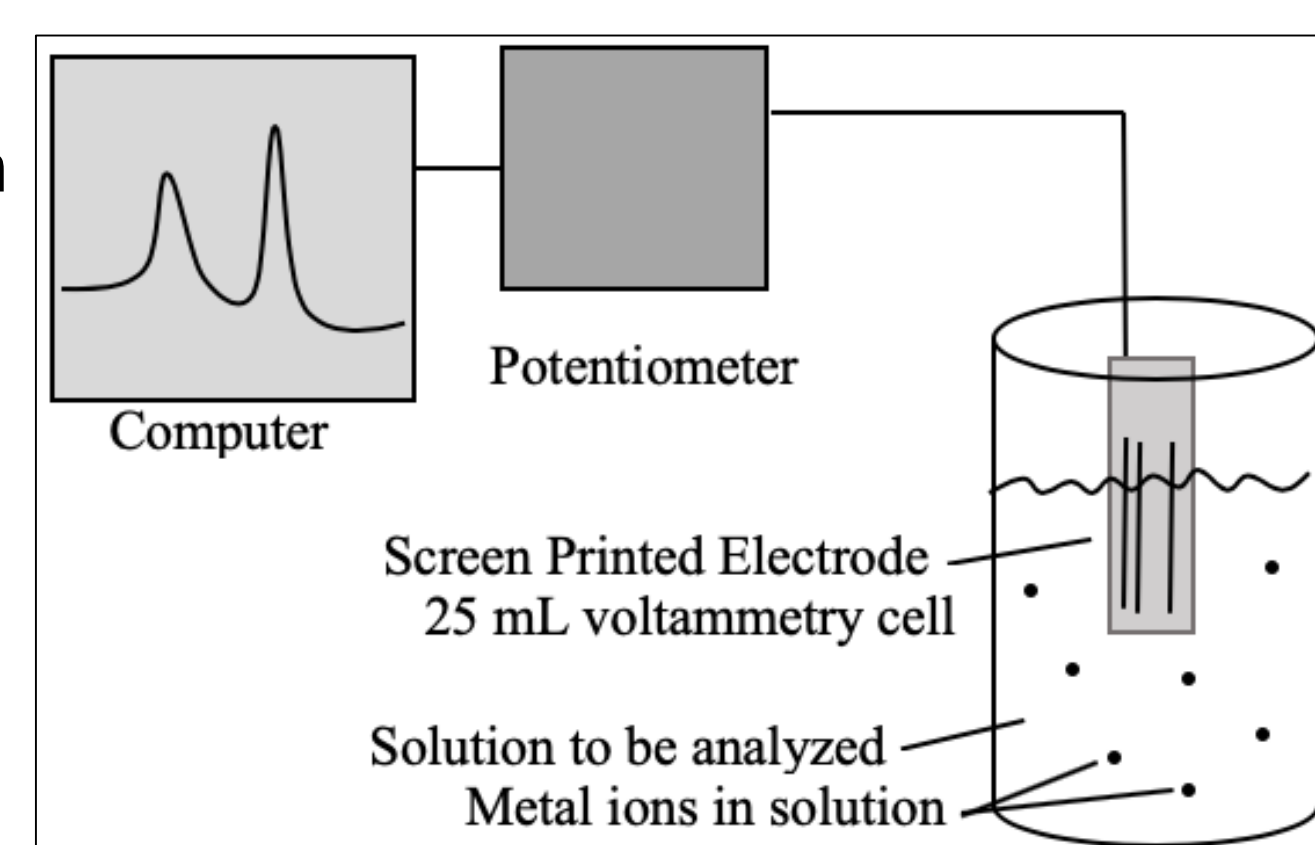 Computer
Potentiometer
Screen Printed Electrode
25 mL voltammetry cell
Solution to be analyzed
Metal ions in solution